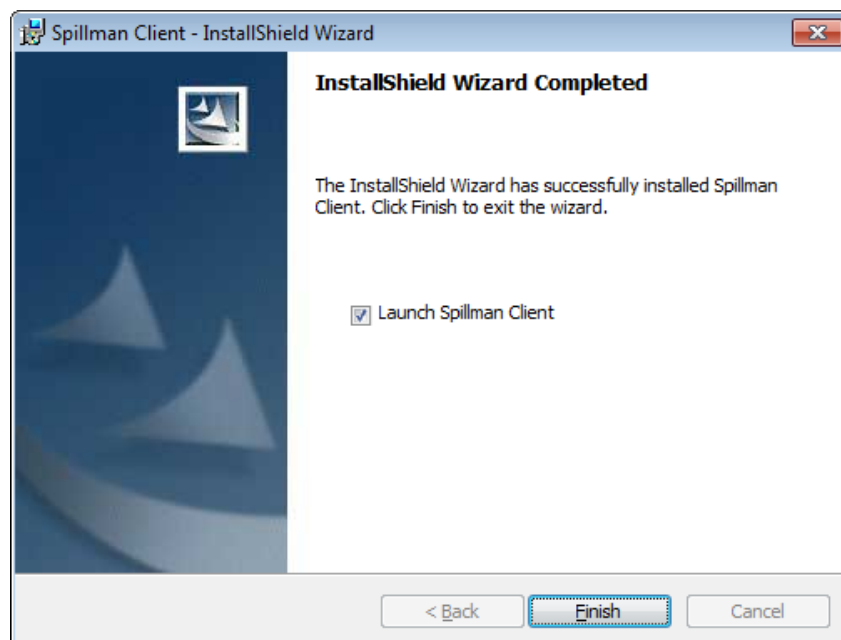 Spillman Client - InstallShield Wizard
InstallShield Wizard Completed
The InstallShield Wizard has successfully installed Spillman
Client. Click Finish to exit the wizard.
Launch Spillman Client
< Back
Finish
Cancel